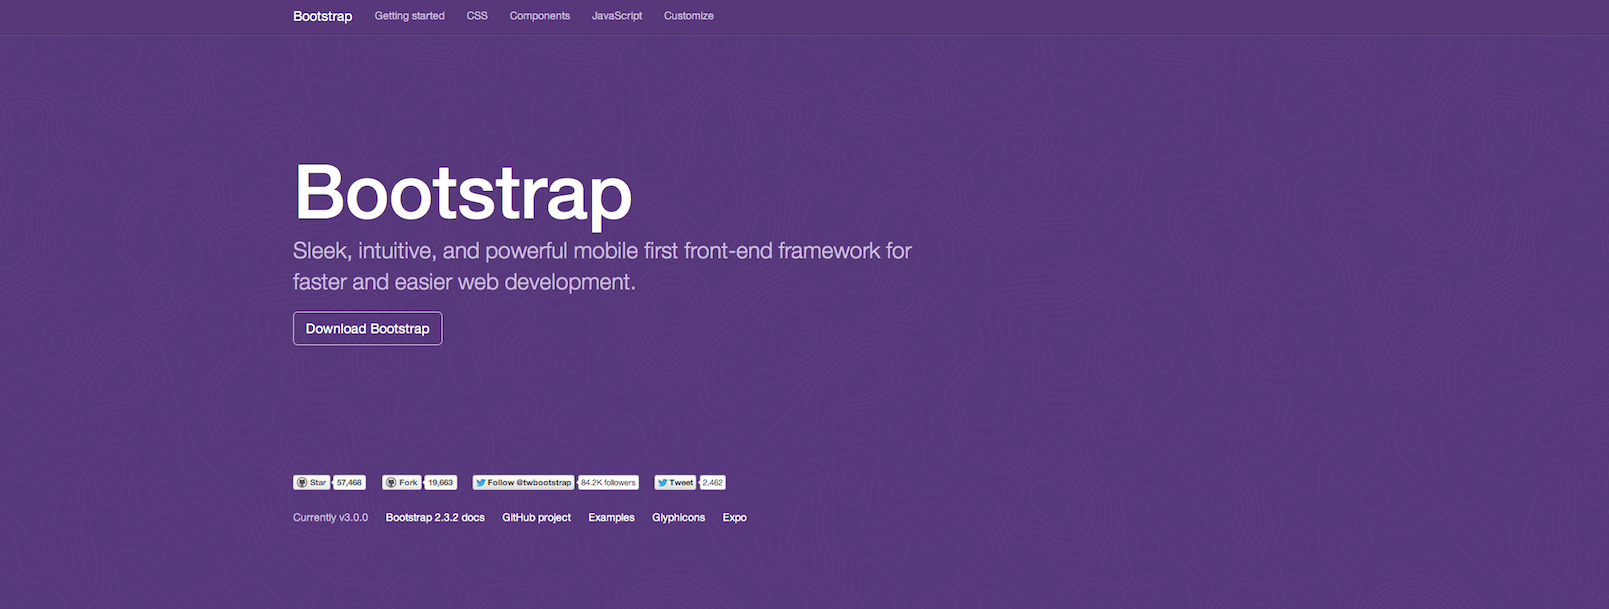 Bootstrap Getting started CSS Components JavaScript Customize
Bootstrap
Sleek, intuitive, and powerful mobile first front-end framework for
faster and easier web development.
Download Bootstrap
Star 57,468 Fork 19,663 Follow @twbootstrap 84.2K followers Tweet 2,462
Currently v3.0.0 Bootstrap 2.3.2 docs GitHub project Examples Glyphicons Expo